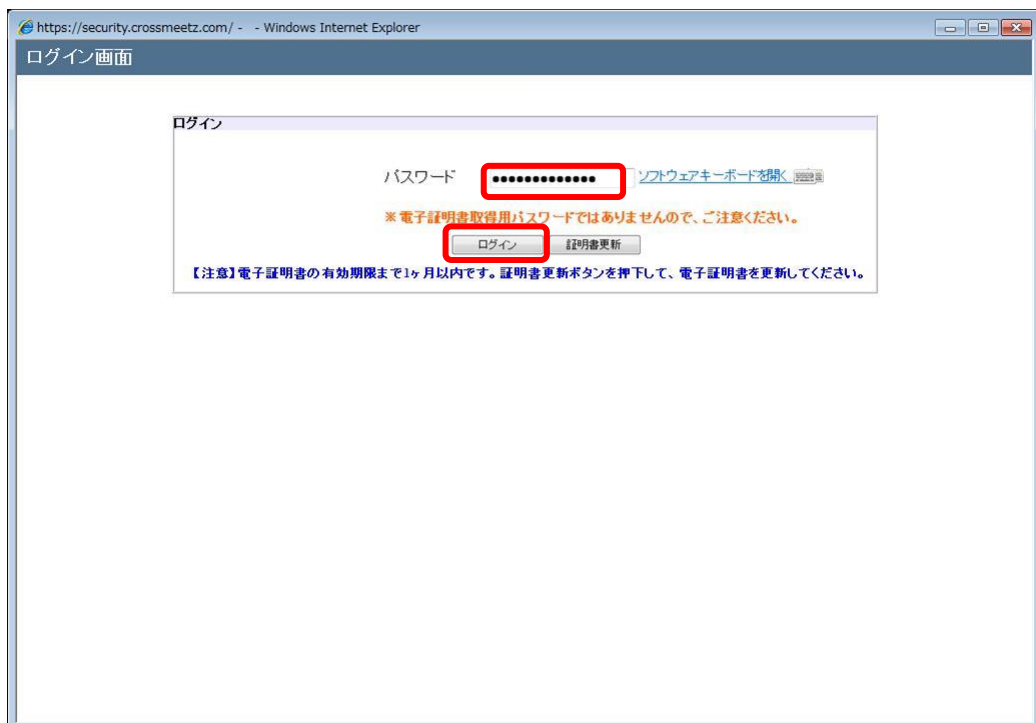 https://security.crossmeetz.com/ - - Windows Internet Explorer
ログイン画面
ログイン
パスワード ●●●●●●●●●●●●● ソフトウェアキーボードを開く
※電子証明書取得用パスワードではありませんので、ご注意ください。
ログイン 証明書更新
【注意】電子証明書の有効期限まで1ヶ月以内です。証明書更新ボタンを押下して、電子証明書を更新してください。